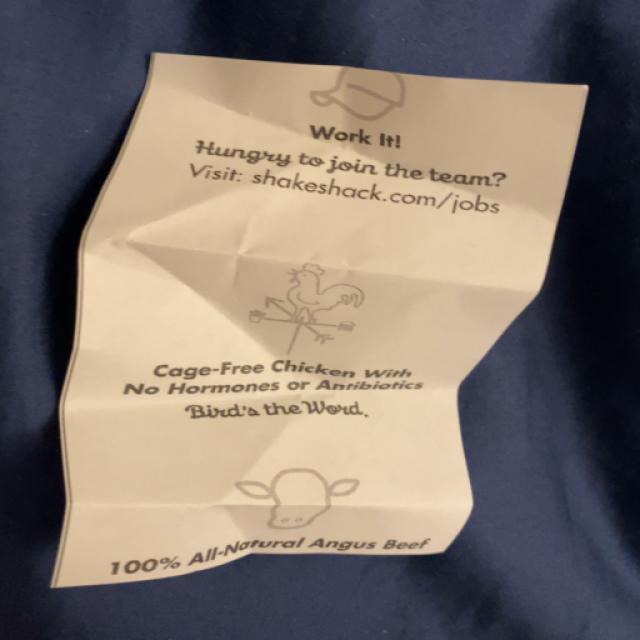 Work It!
Hungry to join the team?
Visit: shakeshack.com/jobs
Cage-Free Chicken With
No Hormones or Antibiotics
Bird's the Word.
100% All-Natural Angus Beef